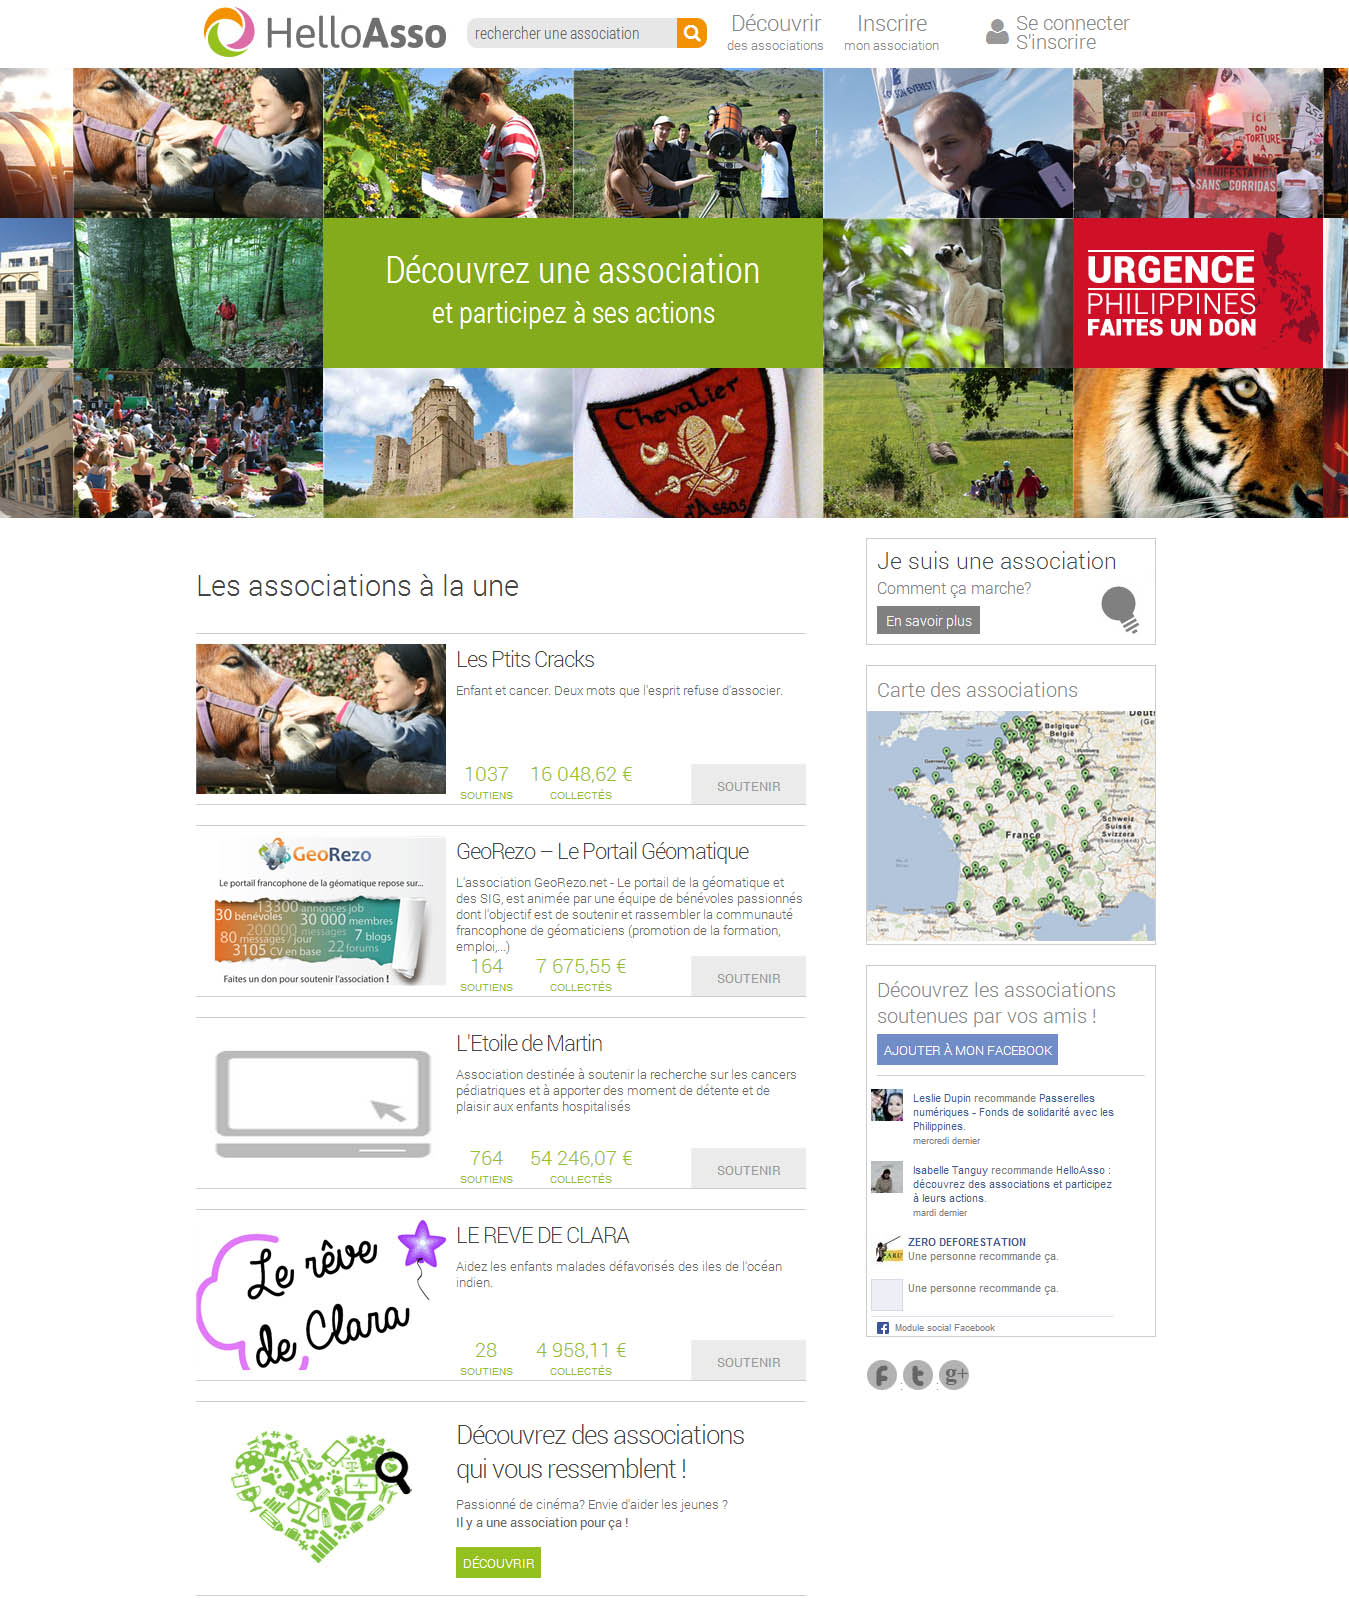 HelloAsso
rechercher une association
Découvrir
des associations
Inscrire
mon association
Se connecter
S'inscrire
SANS CORRIDAS
Découvrez une association
et participez à ses actions
URGENCE
PHILIPPINES
FAITES UN DON
Chevalier
d'Assos
Les associations à la une
Les Ptits Cracks
Enfant et cancer. Deux mots que l'esprit refuse d'associer.
1037
SOUTIENS
16 048,62 €
COLLECTÉS
SOUTENIR
GeoRezo
Le portail francophone de la géomatique repose sur...
13300 annonces job
30 bénévoles
30 000 membres
200000 messages
80 messages / jour
7 blogs
3105 CV en base
22 forums
Faites un don pour soutenir l'association !
GeoRezo – Le Portail Géomatique
L'association GeoRezo.net - Le portail de la géomatique et
des SIG, est animée par une équipe de bénévoles passionnés
dont l'objectif est de soutenir et rassembler la communauté
francophone de géomaticiens (promotion de la formation,
emploi,...)
164
SOUTIENS
7 675,55 €
COLLECTÉS
SOUTENIR
L'Etoile de Martin
Association destinée à soutenir la recherche sur les cancers
pédiatriques et à apporter des moment de détente et de
plaisir aux enfants hospitalisés
764
SOUTIENS
54 246,07 €
COLLECTÉS
SOUTENIR
Le rêve
de Clara
LE REVE DE CLARA
Aidez les enfants malades défavorisés des iles de l'océan
indien.
28
SOUTIENS
4 958,11 €
COLLECTÉS
SOUTENIR
Découvrez des associations
qui vous ressemblent !
Passionné de cinéma? Envie d'aider les jeunes ?
Il y a une association pour ça !
DÉCOUVRIR
Je suis une association
Comment ça marche?
En savoir plus
Carte des associations
Belgique
België
France
Schweiz
Suisse
Svizzera
Découvrez les associations
soutenues par vos amis !
AJOUTER À MON FACEBOOK
Leslie Dupin recommande Passerelles
numériques - Fonds de solidarité avec les
Philippines.
mercredi dernier
Isabelle Tanguy recommande HelloAsso :
découvrez des associations et participez
à leurs actions.
mardi dernier
ZERO DEFORESTATION
Une personne recommande ça.
Une personne recommande ça.
Module social Facebook